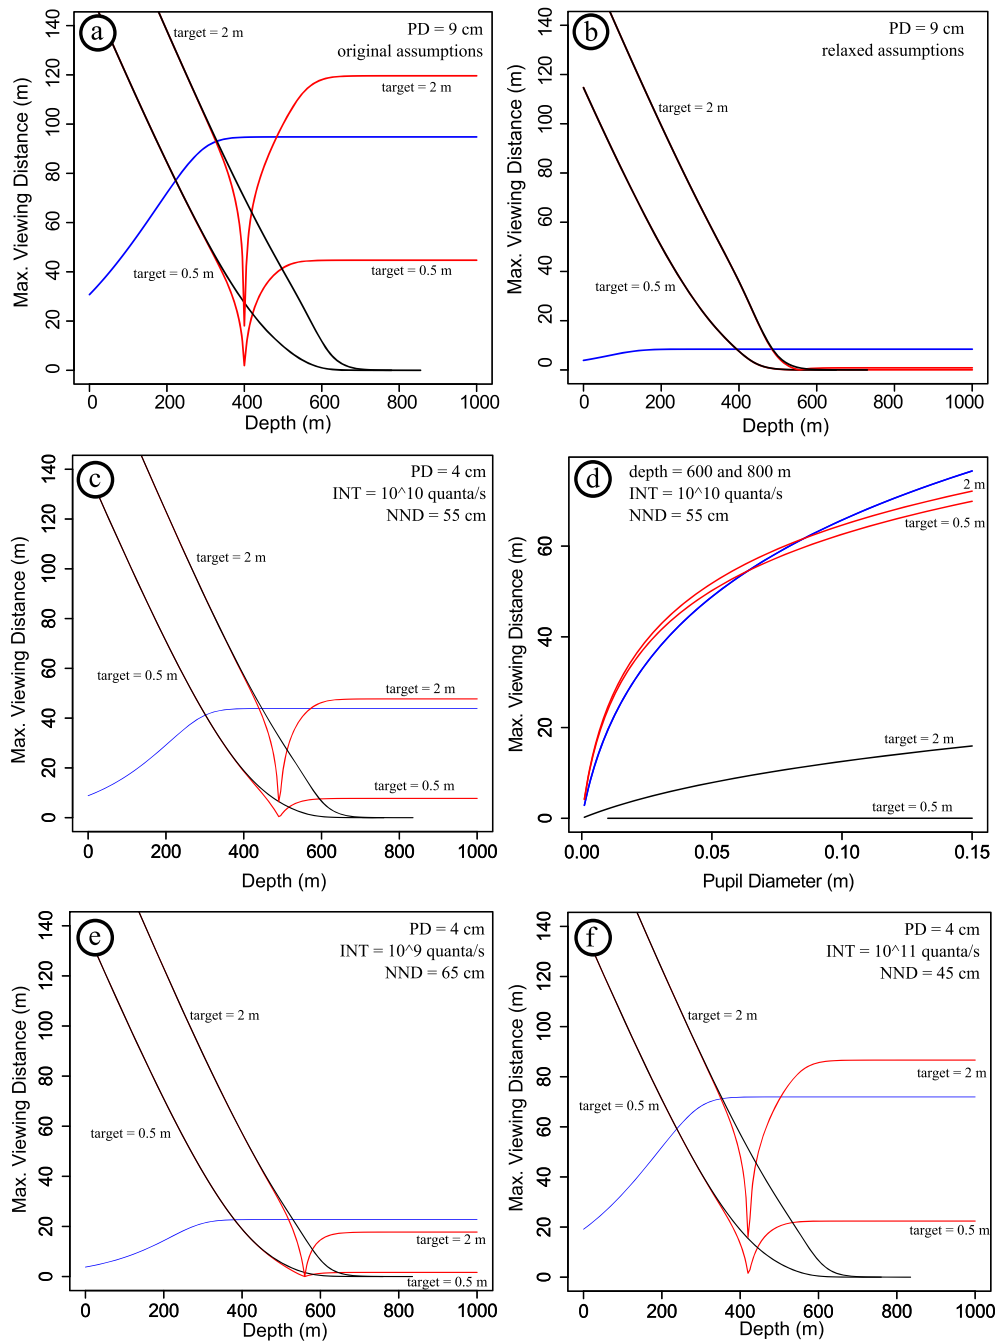 a
PD = 9 cm
original assumptions
target = 2 m
target = 2 m
target = 0.5 m
target = 0.5 m
Max. Viewing Distance (m)
0 20 40 60 80 100 120 140
0 200 400 600 800 1000
Depth (m)
b
PD = 9 cm
relaxed assumptions
target = 2 m
target = 0.5 m
Max. Viewing Distance (m)
0 20 40 60 80 100 120 140
0 200 400 600 800 1000
Depth (m)
c
PD = 4 cm
INT = 10^10 quanta/s
NND = 55 cm
target = 2 m
target = 0.5 m
target = 2 m
target = 0.5 m
Max. Viewing Distance (m)
0 20 40 60 80 100 120 140
0 200 400 600 800 1000
Depth (m)
d
depth = 600 and 800 m
INT = 10^10 quanta/s
NND = 55 cm
2 m
target = 0.5 m
target = 2 m
target = 0.5 m
Max. Viewing Distance (m)
0 20 40 60
0.00 0.05 0.10 0.15
Pupil Diameter (m)
e
PD = 4 cm
INT = 10^9 quanta/s
NND = 65 cm
target = 2 m
target = 0.5 m
target = 2 m
target = 0.5 m
Max. Viewing Distance (m)
0 20 40 60 80 100 120 140
0 200 400 600 800 1000
Depth (m)
f
PD = 4 cm
INT = 10^11 quanta/s
NND = 45 cm
target = 2 m
target = 2 m
target = 0.5 m
target = 0.5 m
Max. Viewing Distance (m)
0 20 40 60 80 100 120 140
0 200 400 600 800 1000
Depth (m)